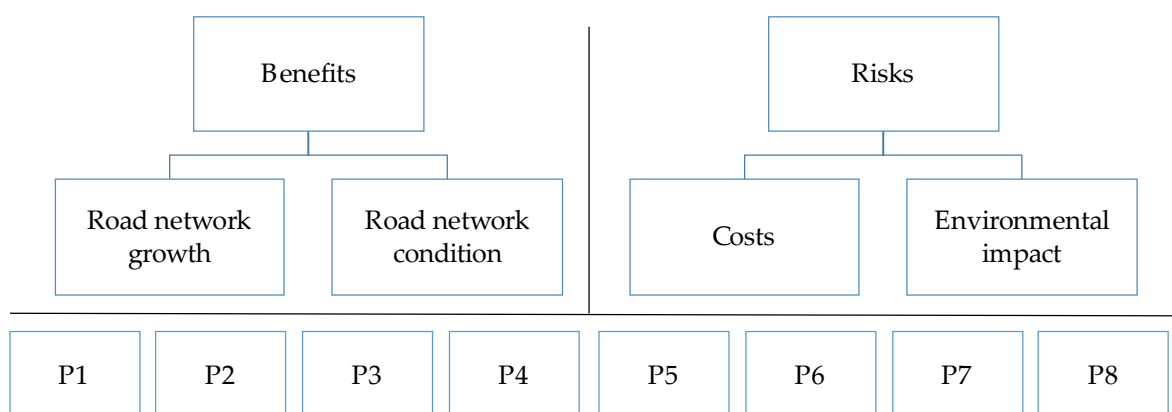 Benefits
Risks
Road network
growth
Road network
condition
Costs
Environmental
impact
P1
P2
P3
P4
P5
P6
P7
P8